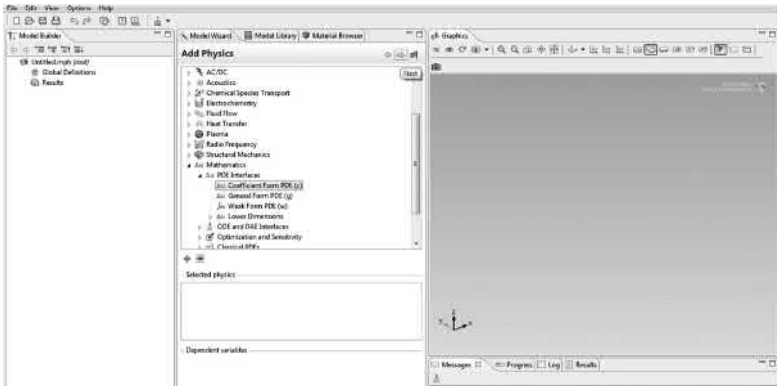 File Edit View Options Help
Model Builder
Untitled.mph (root)
Global Definitions
Results
Model Wizard Model Library Material Browser
Add Physics
Next
AC/DC
Acoustics
Chemical Species Transport
Electrochemistry
Fluid Flow
Heat Transfer
Plasma
Radio Frequency
Structural Mechanics
Mathematics
PDE Interfaces
Coefficient Form PDE (c)
General Form PDE (g)
Weak Form PDE (w)
Lower Dimensions
ODE and DAE Interfaces
Optimization and Sensitivity
Classical PDEs
Selected physics
Dependent variables
Graphics
z
y
x
Messages Progress Log Results